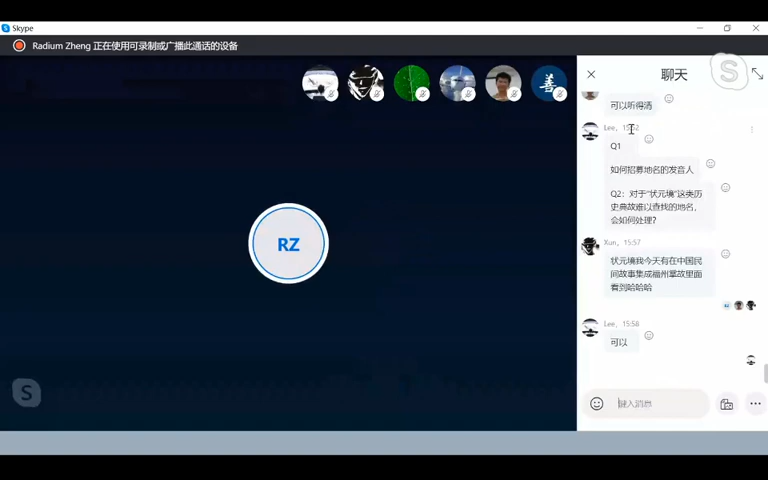 Skype
Radium Zheng 正在使用可录制或广播此通话的设备
善
RZ
聊天
可以听得清
Lee, 15:52
Q1
如何招募地名的发音人
Q2：对于“状元境”这类历
史典故难以查找的地名，
会如何处理?
Xun, 15:57
状元境我今天有在中国民
间故事集成福州掌故里面
看到哈哈哈
Lee, 15:58
可以
键入消息